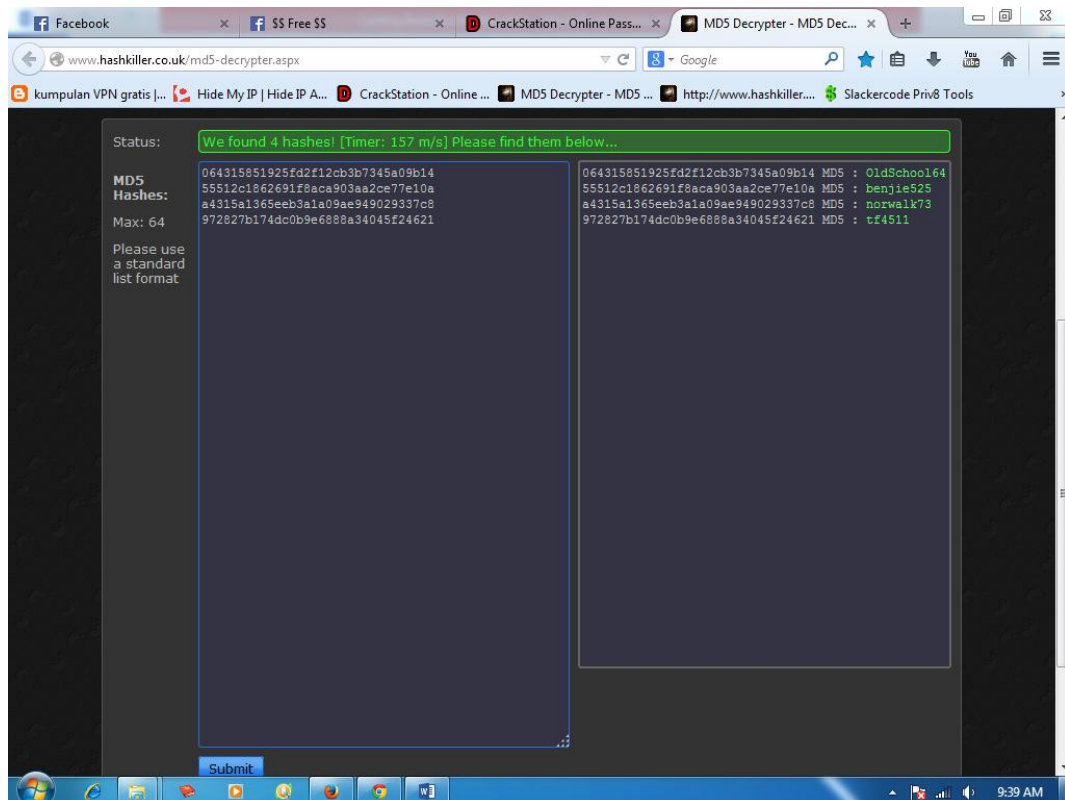 Facebook
$$ Free $$
CrackStation - Online Pass...
MD5 Decrypter - MD5 Dec...
www.hashkiller.co.uk/md5-decrypter.aspx
Google
You Tube
kumpulan VPN gratis |...
Hide My IP | Hide IP A...
CrackStation - Online ...
MD5 Decrypter - MD5 ...
http://www.hashkiller....
Slackercode Priv8 Tools
Status:
We found 4 hashes! [Timer: 157 m/s] Please find them below...
MD5 Hashes:
Max: 64
Please use
a standard
list format
064315851925fd2f12cb3b7345a09b14
55512c1862691f8aca903aa2ce77e10a
a4315a1365eeb3a1a09ae949029337c8
972827b174dc0b9e6888a34045f24621
064315851925fd2f12cb3b7345a09b14 MD5 : OldSchool64
55512c1862691f8aca903aa2ce77e10a MD5 : benjie525
a4315a1365eeb3a1a09ae949029337c8 MD5 : norwalk73
972827b174dc0b9e6888a34045f24621 MD5 : tf4511
Submit
9:39 AM